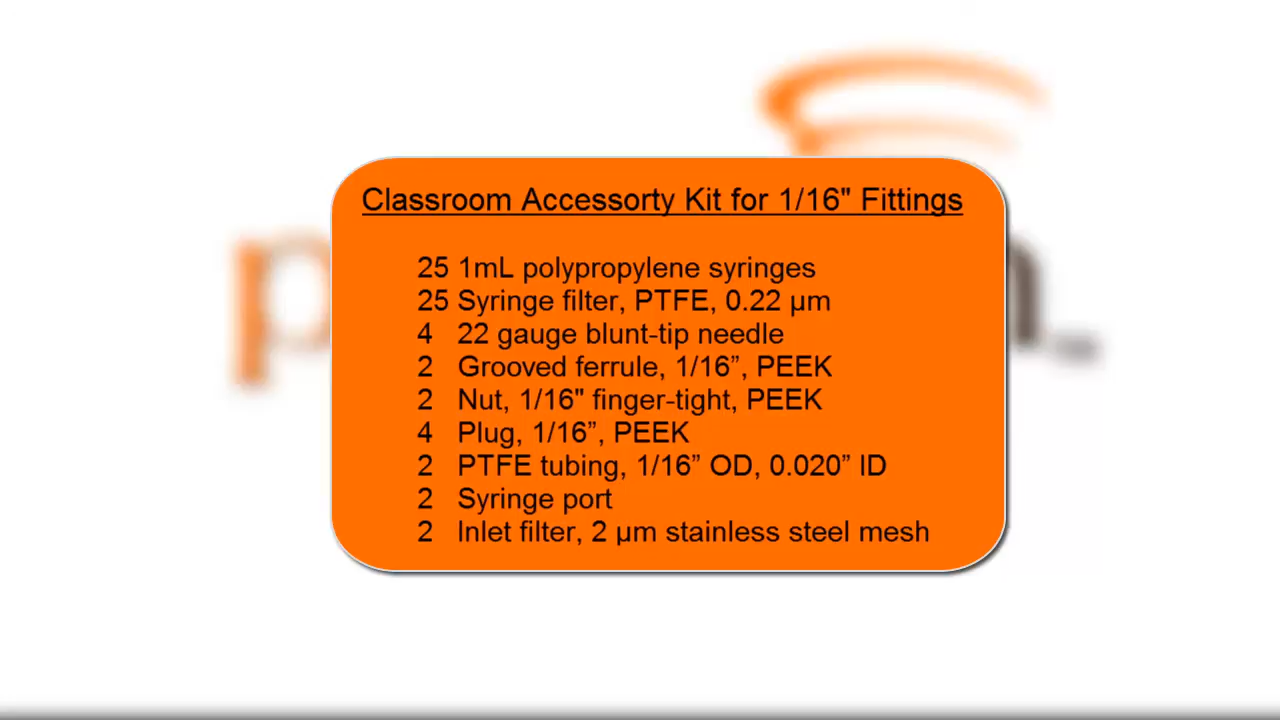 Classroom Accessorty Kit for 1/16" Fittings
25 1mL polypropylene syringes
25 Syringe filter, PTFE, 0.22 µm
4 22 gauge blunt-tip needle
2 Grooved ferrule, 1/16”, PEEK
2 Nut, 1/16" finger-tight, PEEK
4 Plug, 1/16”, PEEK
2 PTFE tubing, 1/16” OD, 0.020” ID
2 Syringe port
2 Inlet filter, 2 µm stainless steel mesh